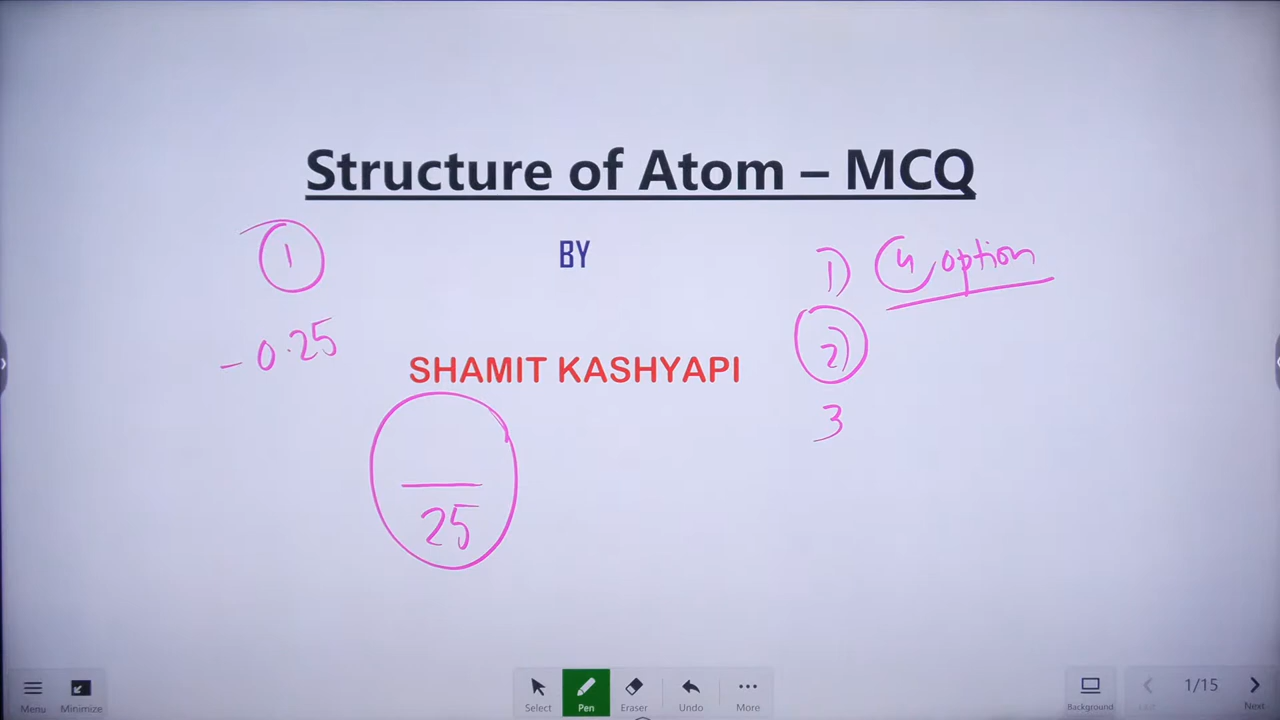 Structure of Atom – MCQ
1
BY
1) 4 option
- 0.25
2)
SHAMIT KASHYAPI
3
25
Menu
Minimize
Select
Pen
Eraser
Undo
More
Background
1/15
Next